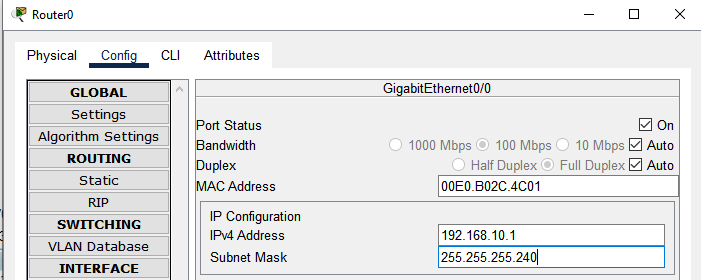 Router0
Physical Config CLI Attributes
GLOBAL
Settings
Algorithm Settings
ROUTING
Static
RIP
SWITCHING
VLAN Database
INTERFACE
GigabitEthernet0/0
Port Status On
Bandwidth 1000 Mbps 100 Mbps 10 Mbps Auto
Duplex Half Duplex Full Duplex Auto
MAC Address 00E0.B02C.4C01
IP Configuration
IPv4 Address 192.168.10.1
Subnet Mask 255.255.255.240